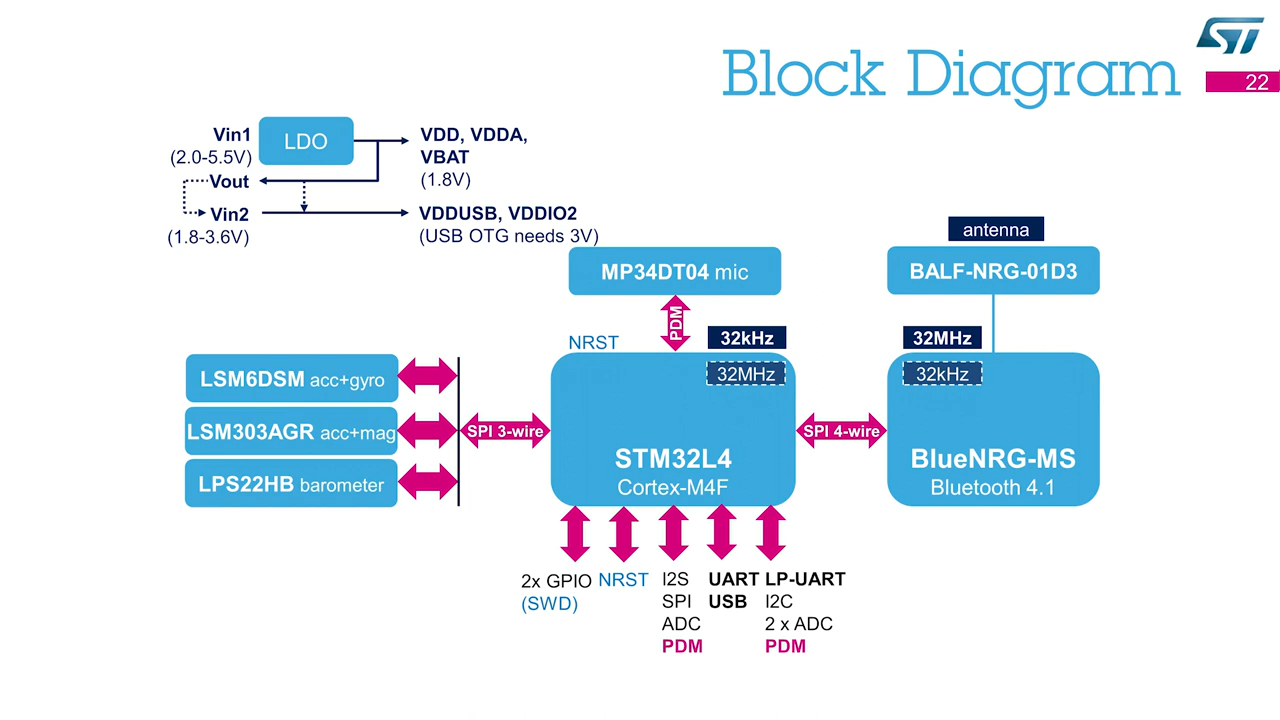 ST
Block Diagram
22
Vin1
(2.0-5.5V)
LDO
VDD, VDDA,
VBAT
(1.8V)
Vout
Vin2
(1.8-3.6V)
VDDUSB, VDDIO2
(USB OTG needs 3V)
antenna
MP34DT04 mic
BALF-NRG-01D3
PDM
NRST
32kHz
32MHz
32MHz
32kHz
LSM6DSM acc+gyro
LSM303AGR acc+mag
LPS22HB barometer
SPI 3-wire
STM32L4
Cortex-M4F
SPI 4-wire
BlueNRG-MS
Bluetooth 4.1
2x GPIO
(SWD)
NRST
I2S
SPI
ADC
PDM
UART
USB
LP-UART
I2C
2 x ADC
PDM